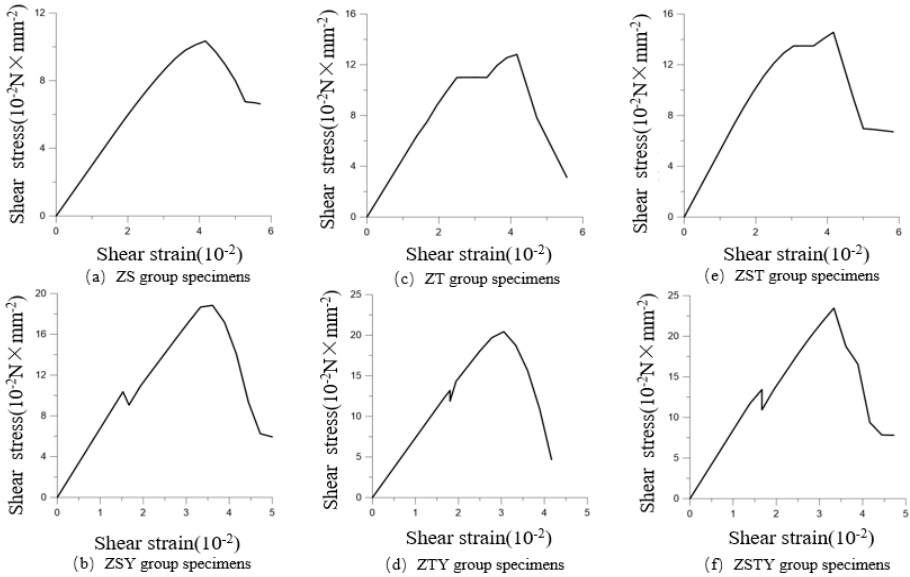 12
8
4
0
0 2 4 6
Shear stress(10-2N×mm-2)
Shear strain(10-2)
(a) ZS group specimens
16
12
8
4
0
0 2 4 6
Shear stress(10-2N×mm-2)
Shear strain(10-2)
(c) ZT group specimens
16
12
8
4
0
0 2 4 6
Shear stress(10-2N×mm-2)
Shear strain(10-2)
(e) ZST group specimens
20
16
12
8
4
0
0 1 2 3 4 5
Shear stress(10-2N×mm-2)
Shear strain(10-2)
(b) ZSY group specimens
25
20
15
10
5
0
0 1 2 3 4 5
Shear stress(10-2N×mm-2)
Shear strain(10-2)
(d) ZTY group specimens
25
20
15
10
5
0
0 1 2 3 4 5
Shear stress(10-2N×mm-2)
Shear strain(10-2)
(f) ZSTY group specimens